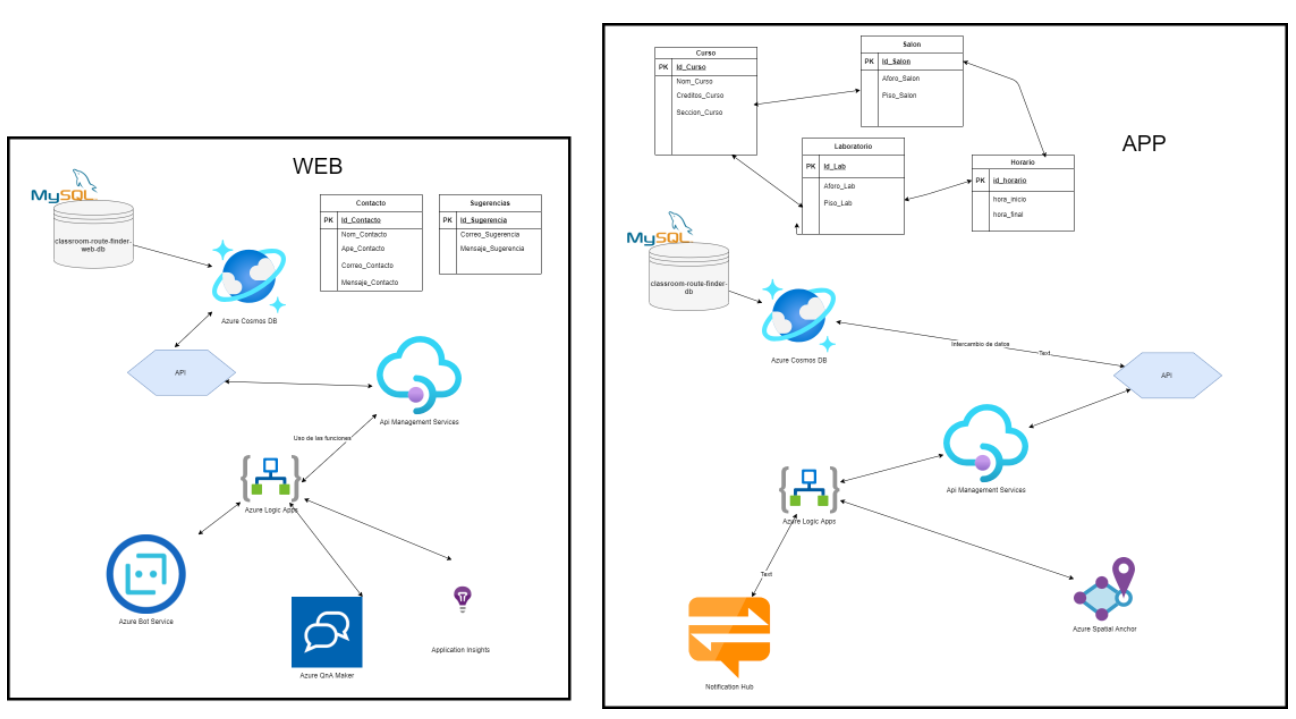 WEB
MySQL
classroom-route-finder-
web-db
Contacto
PK Id_Contacto
Nom_Contacto
Ape_Contacto
Correo_Contacto
Mensaje_Contacto
Sugerencias
PK Id_Sugerencia
Correo_Sugerencia
Mensaje_Sugerencia
Azure Cosmos DB
API
Api Management Services
Uso de las funciones
Azure Logic Apps
Azure Bot Service
Azure QnA Maker
Application Insights
APP
Curso
PK Id_Curso
Nom_Curso
Creditos_Curso
Seccion_Curso
Salon
PK Id_Salon
Aforo_Salon
Piso_Salon
Laboratorio
PK Id_Lab
Aforo_Lab
Piso_Lab
Horario
PK id_horario
hora_inicio
hora_final
MySQL
classroom-route-finder-
db
Azure Cosmos DB
Intercambio de datos
Text
API
Api Management Services
Azure Logic Apps
Text
Notification Hub
Azure Spatial Anchor